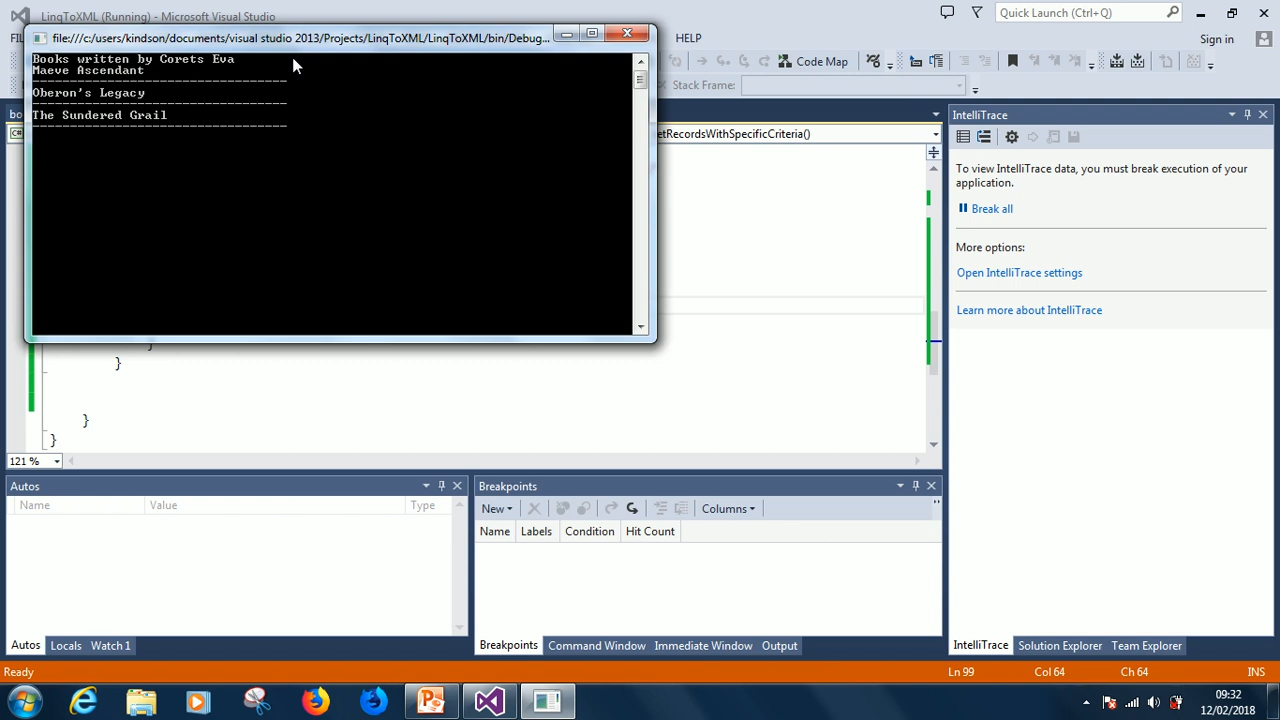 LinqToXML (Running) - Microsoft Visual Studio
Quick Launch (Ctrl+Q)
file:///c:/users/kindson/documents/visual studio 2013/Projects/LinqToXML/LinqToXML/bin/Debug...
HELP
Sign in
Books written by Corets Eva
Maeve Ascendant
----------------------------------
Oberon's Legacy
----------------------------------
The Sundered Grail
----------------------------------
Code Map
Stack Frame:
etRecordsWithSpecificCriteria()
IntelliTrace
To view IntelliTrace data, you must break execution of your
application.
Break all
More options:
Open IntelliTrace settings
Learn more about IntelliTrace
}
}
}
121 %
Autos
Name Value Type
Breakpoints
New Columns
Name Labels Condition Hit Count
Autos Locals Watch 1
Breakpoints Command Window Immediate Window Output
IntelliTrace Solution Explorer Team Explorer
Ready Ln 99 Col 64 Ch 64 INS
09:32
12/02/2018